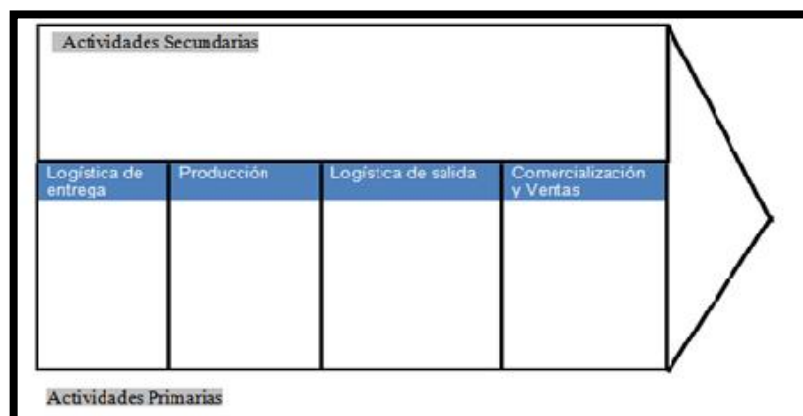 Actividades Secundarias
Logística de
entrega
Producción
Logística de salida
Comercialización
y Ventas
Actividades Primarias